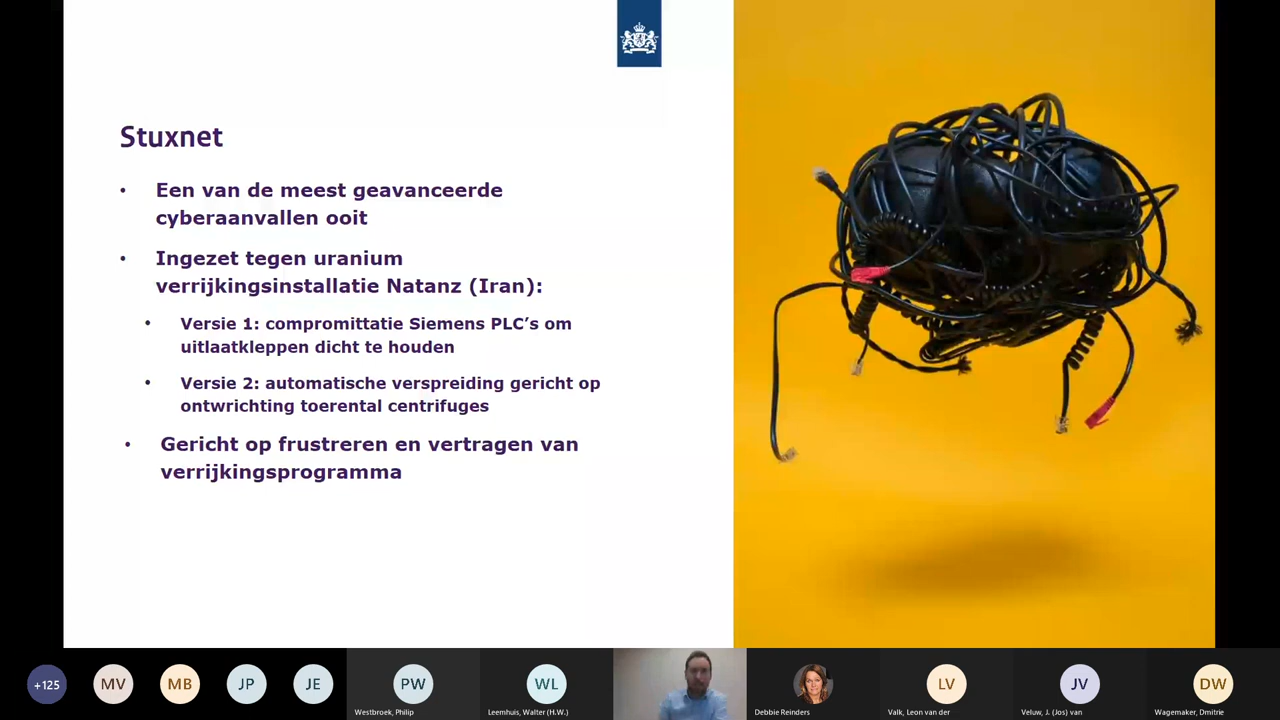 Stuxnet
• Een van de meest geavanceerde
cyberaanvallen ooit
• Ingezet tegen uranium
verrijkingsinstallatie Natanz (Iran):
• Versie 1: compromittatie Siemens PLC’s om
uitlaatkleppen dicht te houden
• Versie 2: automatische verspreiding gericht op
ontwrichting toerental centrifuges
• Gericht op frustreren en vertragen van
verrijkingsprogramma
+125
MV
MB
JP
JE
PW
Westbroek, Philip
WL
Leemhuis, Walter (H.W.)
Debbie Reinders
LV
Valk, Leon van der
JV
Veluw, J. (Jos) van
DW
Wagemaker, Dmitrie